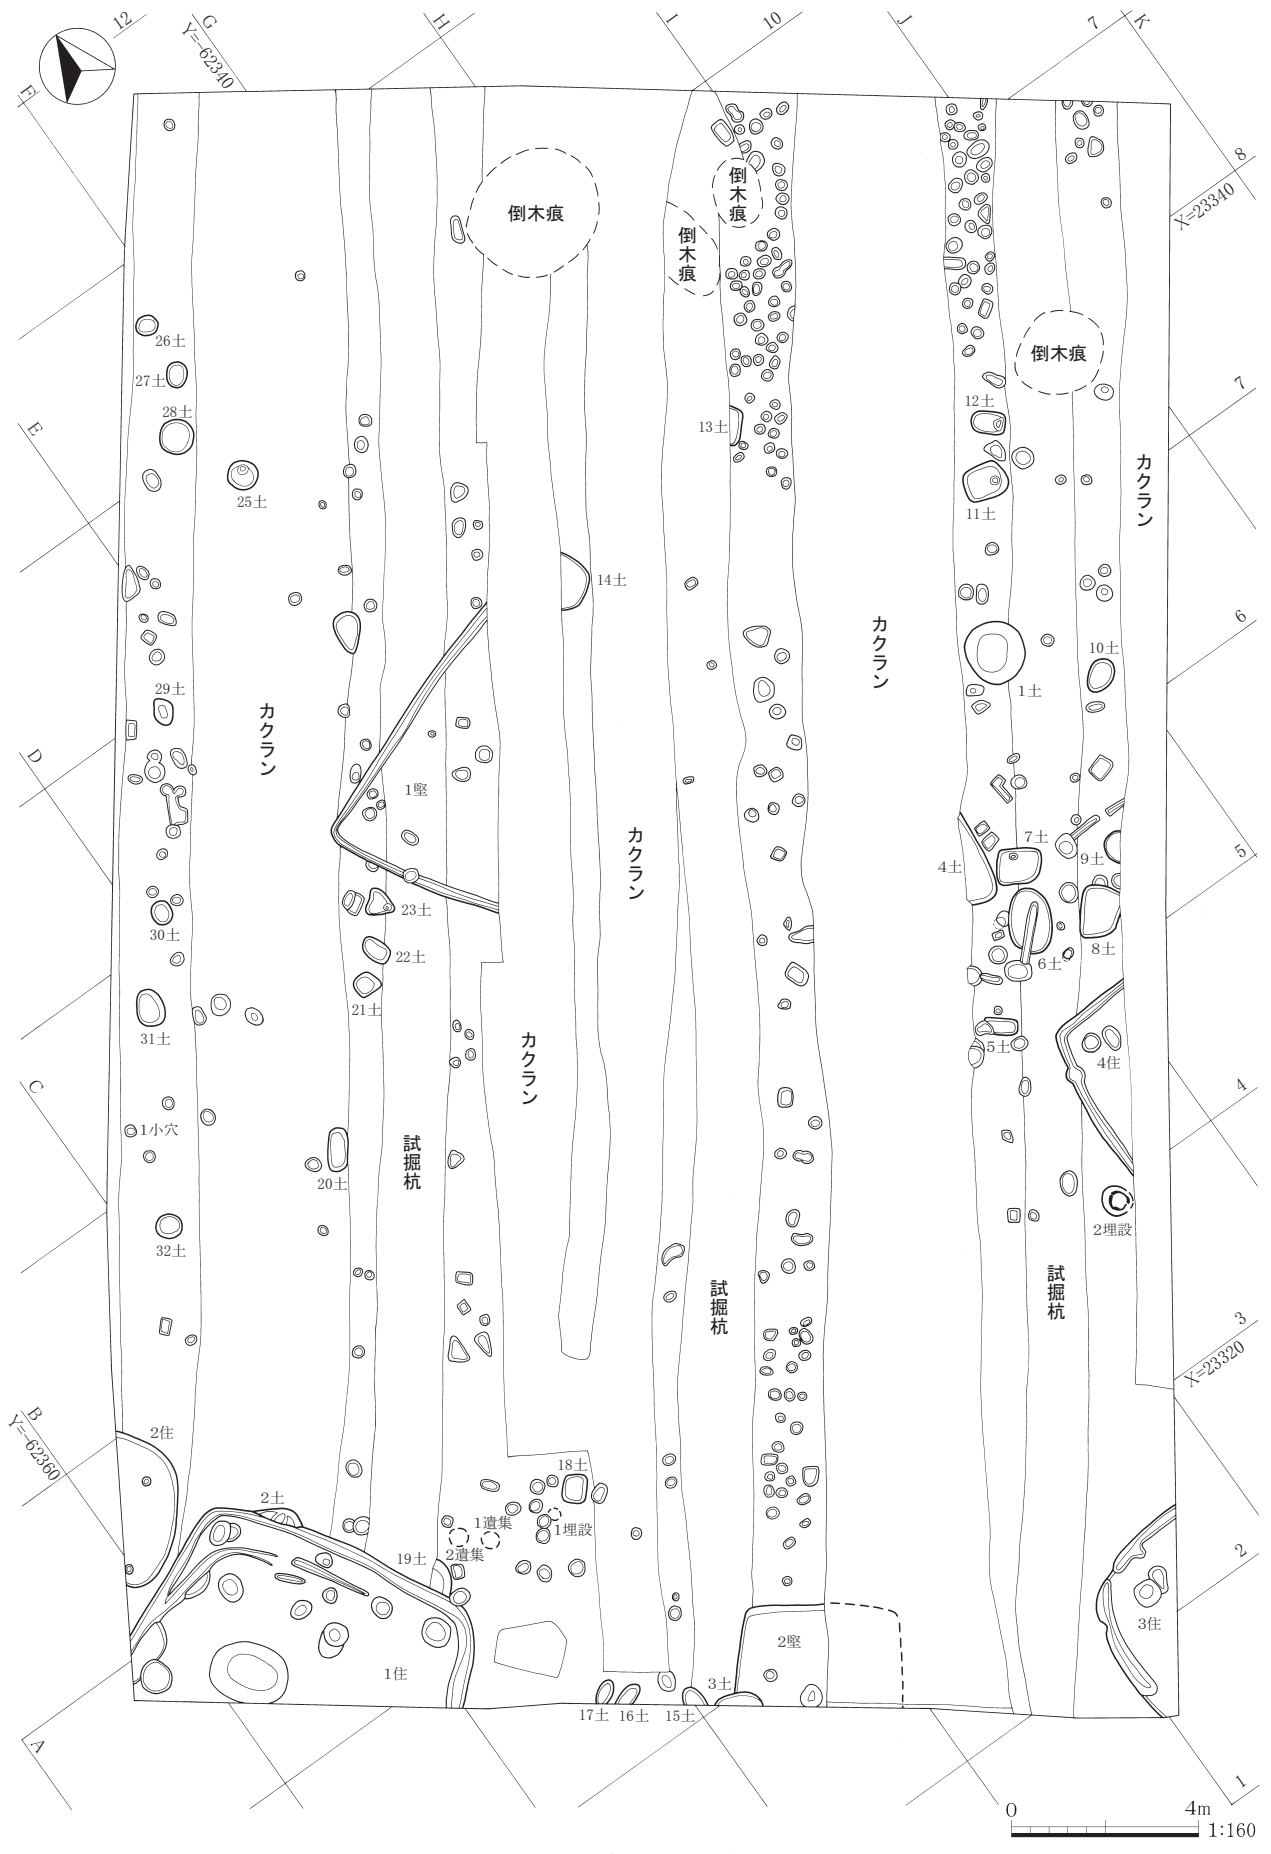 12
G
Y=-62340
H
I
10
J
7
K
F
8
X=23340
倒木痕
倒木痕
倒木痕
倒木痕
26土
27土
28土
25土
E
12土
13土
11土
カクラン
7
14土
カクラン
6
10土
1土
29土
カクラン
D
1竪
カクラン
7土
4土
9土
5
23土
30土
8土
22土
6土
21土
31土
カクラン
5土
4住
C
4
1小穴
試掘杭
20土
2埋設
32土
試掘杭
試掘杭
3
X=23320
B
Y=-62360
2住
18土
2土
1遺集
1埋設
2遺集
19土
2
3住
2竪
1住
3土
17土
16土
15土
A
1
0
4m
1:160